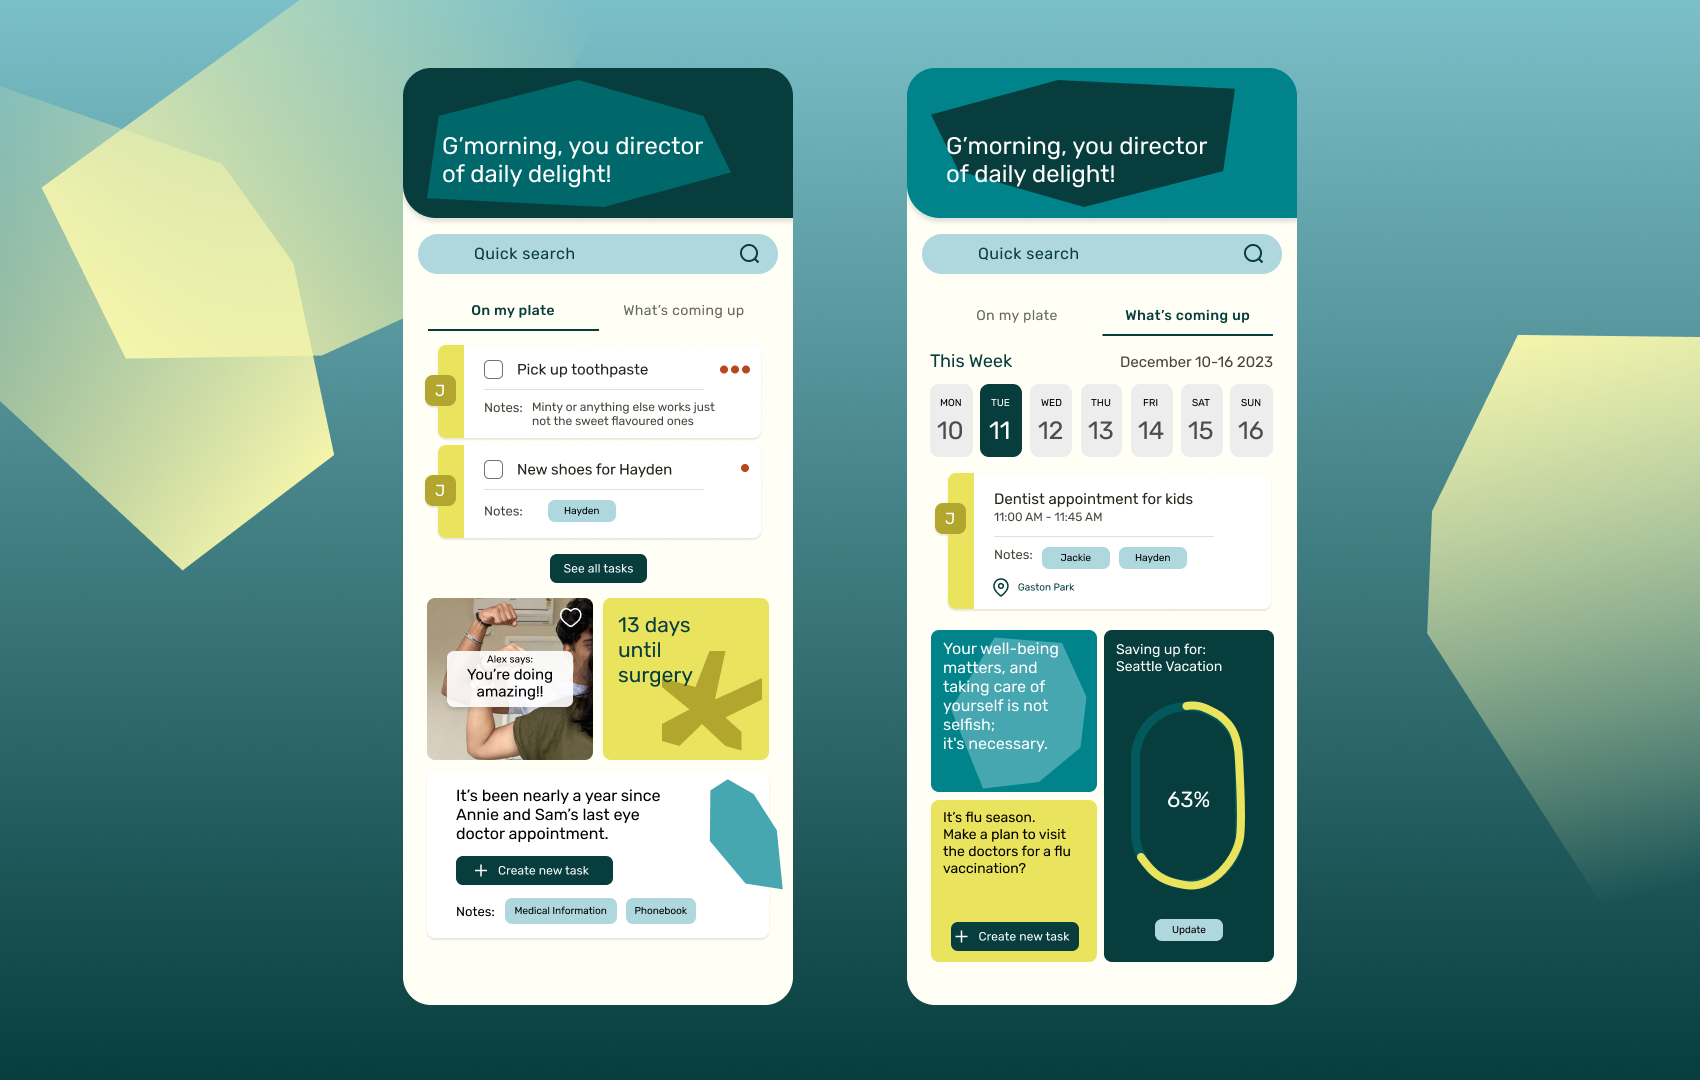 G’morning, you director
of daily delight!
Quick search
On my plate
What’s coming up
J
Pick up toothpaste
Notes:
Minty or anything else works just
not the sweet flavoured ones
J
New shoes for Hayden
Notes:
Hayden
See all tasks
Alex says:
You’re doing
amazing!!
13 days
until
surgery
It’s been nearly a year since
Annie and Sam’s last eye
doctor appointment.
Create new task
Notes:
Medical Information
Phonebook
G’morning, you director
of daily delight!
Quick search
On my plate
What’s coming up
This Week
December 10-16 2023
MON
10
TUE
11
WED
12
THU
13
FRI
14
SAT
15
SUN
16
J
Dentist appointment for kids
11:00 AM - 11:45 AM
Notes:
Jackie
Hayden
Gaston Park
Your well-being
matters, and
taking care of
yourself is not
selfish;
it's necessary.
It’s flu season.
Make a plan to visit
the doctors for a flu
vaccination?
Create new task
Saving up for:
Seattle Vacation
63%
Update